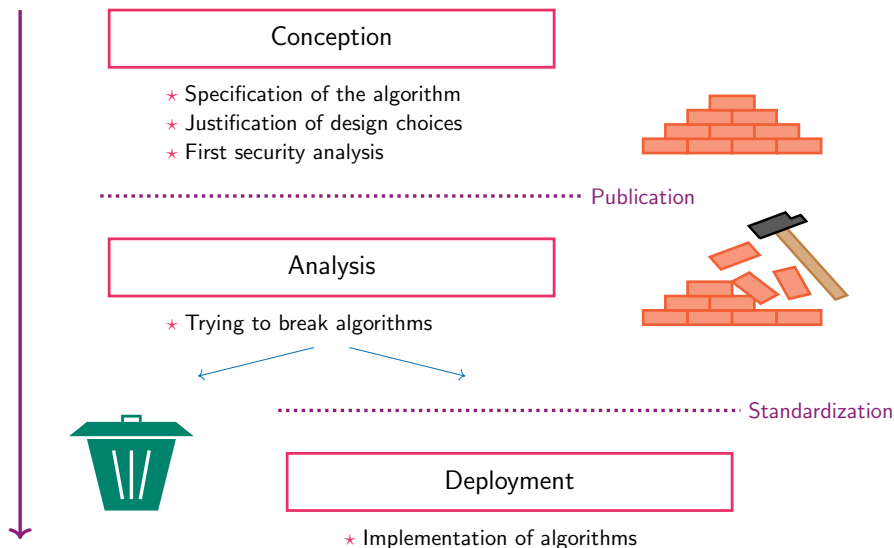 Conception
⋆ Specification of the algorithm
⋆ Justification of design choices
⋆ First security analysis
Publication
Analysis
⋆ Trying to break algorithms
Standardization
Deployment
⋆ Implementation of algorithms